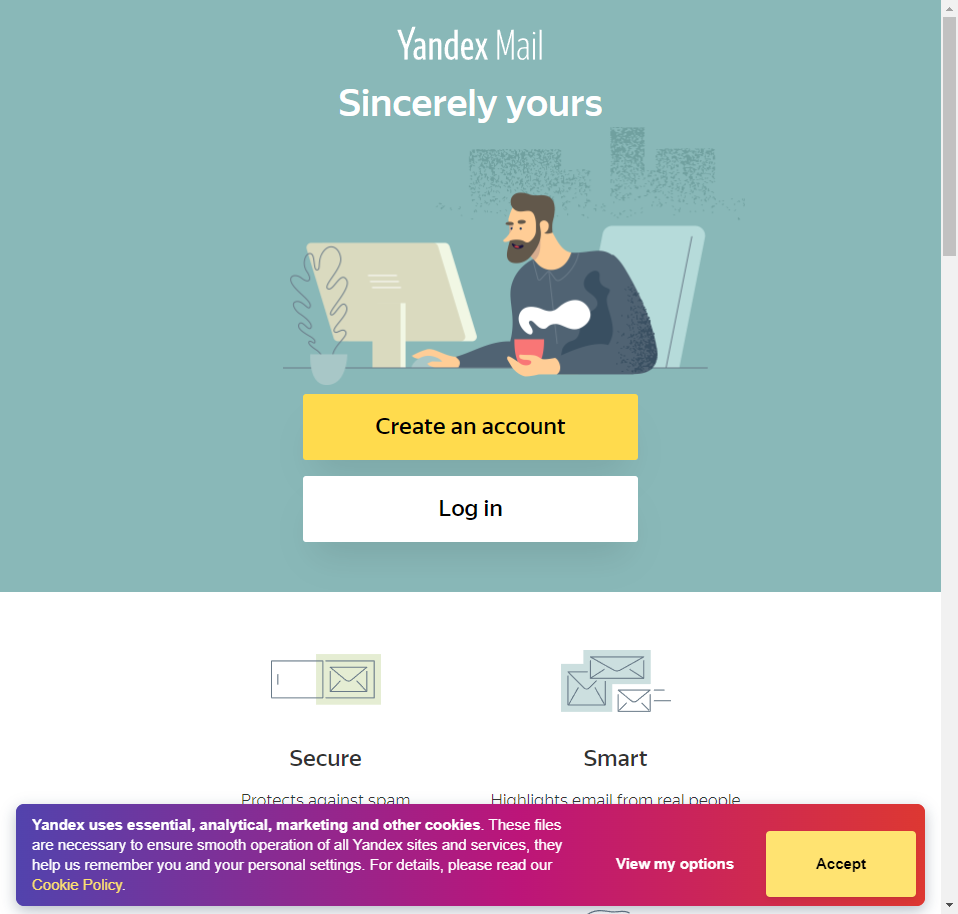 Yandex Mail
Sincerely yours
Create an account
Log in
Secure
Smart
Protects against spam
Highlights email from real people
Yandex uses essential, analytical, marketing and other cookies. These files
are necessary to ensure smooth operation of all Yandex sites and services, they
help us remember you and your personal settings. For details, please read our
Cookie Policy.
View my options
Accept